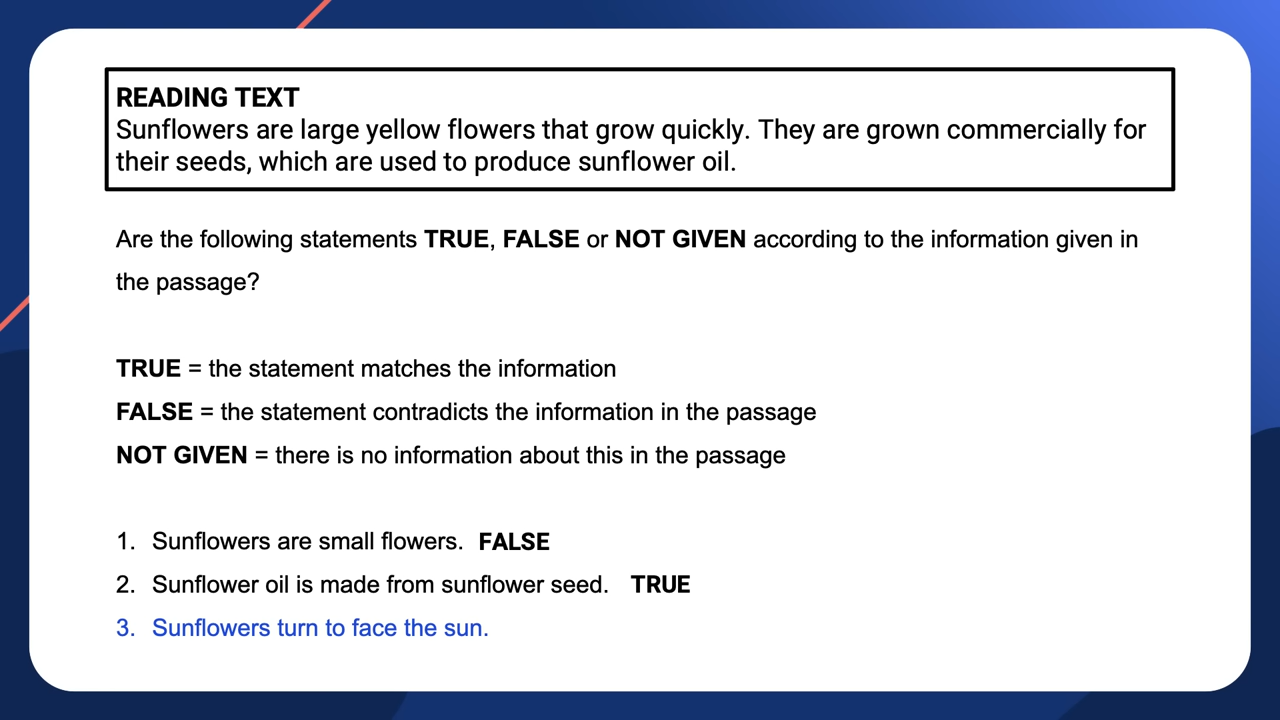 READING TEXT
Sunflowers are large yellow flowers that grow quickly. They are grown commercially for
their seeds, which are used to produce sunflower oil.
Are the following statements TRUE, FALSE or NOT GIVEN according to the information given in
the passage?
TRUE = the statement matches the information
FALSE = the statement contradicts the information in the passage
NOT GIVEN = there is no information about this in the passage
1. Sunflowers are small flowers. FALSE
2. Sunflower oil is made from sunflower seed. TRUE
3. Sunflowers turn to face the sun.